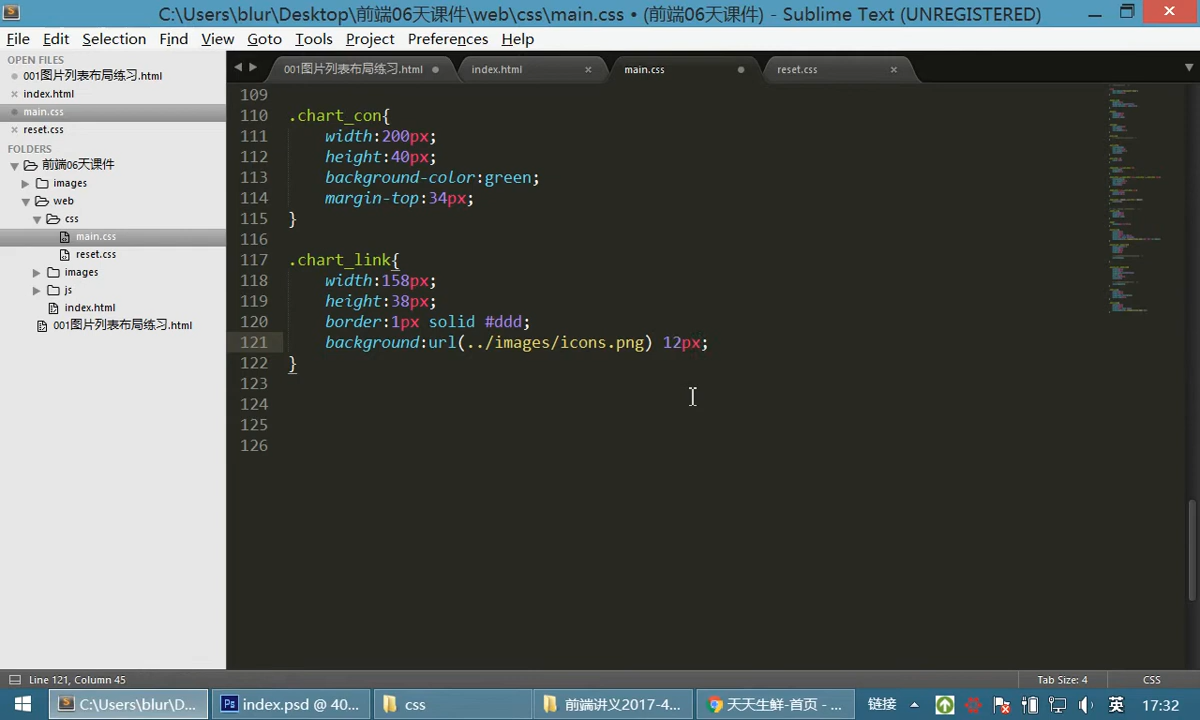 C:\Users\blur\Desktop\前端06天课件\web\css\main.css • (前端06天课件) - Sublime Text (UNREGISTERED)
File Edit Selection Find View Goto Tools Project Preferences Help
OPEN FILES
001图片列表布局练习.html
index.html
main.css
reset.css
FOLDERS
前端06天课件
images
web
css
main.css
reset.css
images
js
index.html
001图片列表布局练习.html
001图片列表布局练习.html index.html main.css reset.css
109
110 .chart_con{
111 width:200px;
112 height:40px;
113 background-color:green;
114 margin-top:34px;
115 }
116
117 .chart_link{
118 width:158px;
119 height:38px;
120 border:1px solid #ddd;
121 background:url(../images/icons.png) 12px;
122 }
123
124
125
126
Line 121, Column 45 Tab Size: 4 CSS
C:\Users\blur\D... index.psd @ 40... css 前端讲义2017-4... 天天生鲜-首页 - ... 链接 英 17:32